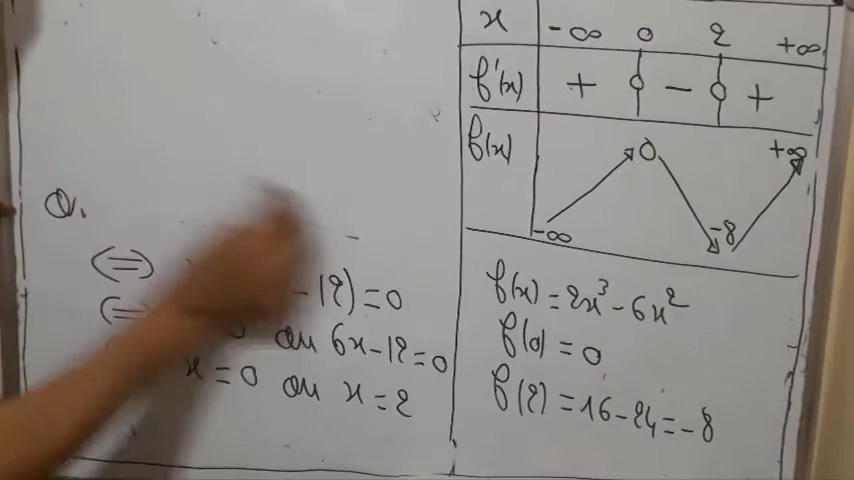 x -∞ 0 2 +∞
f'(x) + 0 - 0 +
f(x) -∞ 0 -8 +∞
Q.
⇔
-12)=0
⇔ ou 6x-12=0
x=0 ou x=2
f(x)=2x³-6x²
f(0)=0
f(2)=16-24=-8